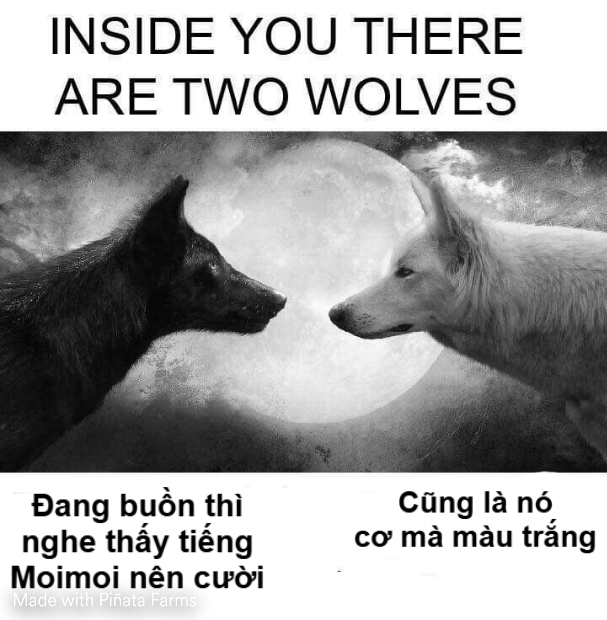 INSIDE YOU THERE
ARE TWO WOLVES
Đang buồn thì
nghe thấy tiếng
Moimoi nên cười
Cũng là nó
cơ mà màu trắng
Made with Piñata Farms